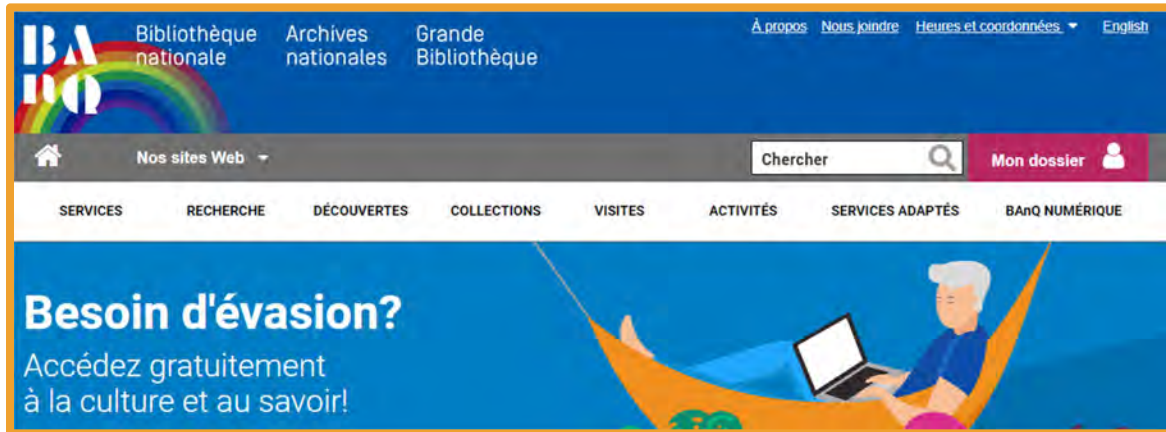 BA
nQ
Bibliothèque nationale
Archives nationales
Grande Bibliothèque
À propos Nous joindre Heures et coordonnées English
Nos sites Web
Chercher
Mon dossier
SERVICES RECHERCHE DÉCOUVERTES COLLECTIONS VISITES ACTIVITÉS SERVICES ADAPTÉS BAnQ NUMÉRIQUE
Besoin d'évasion?
Accédez gratuitement
à la culture et au savoir!